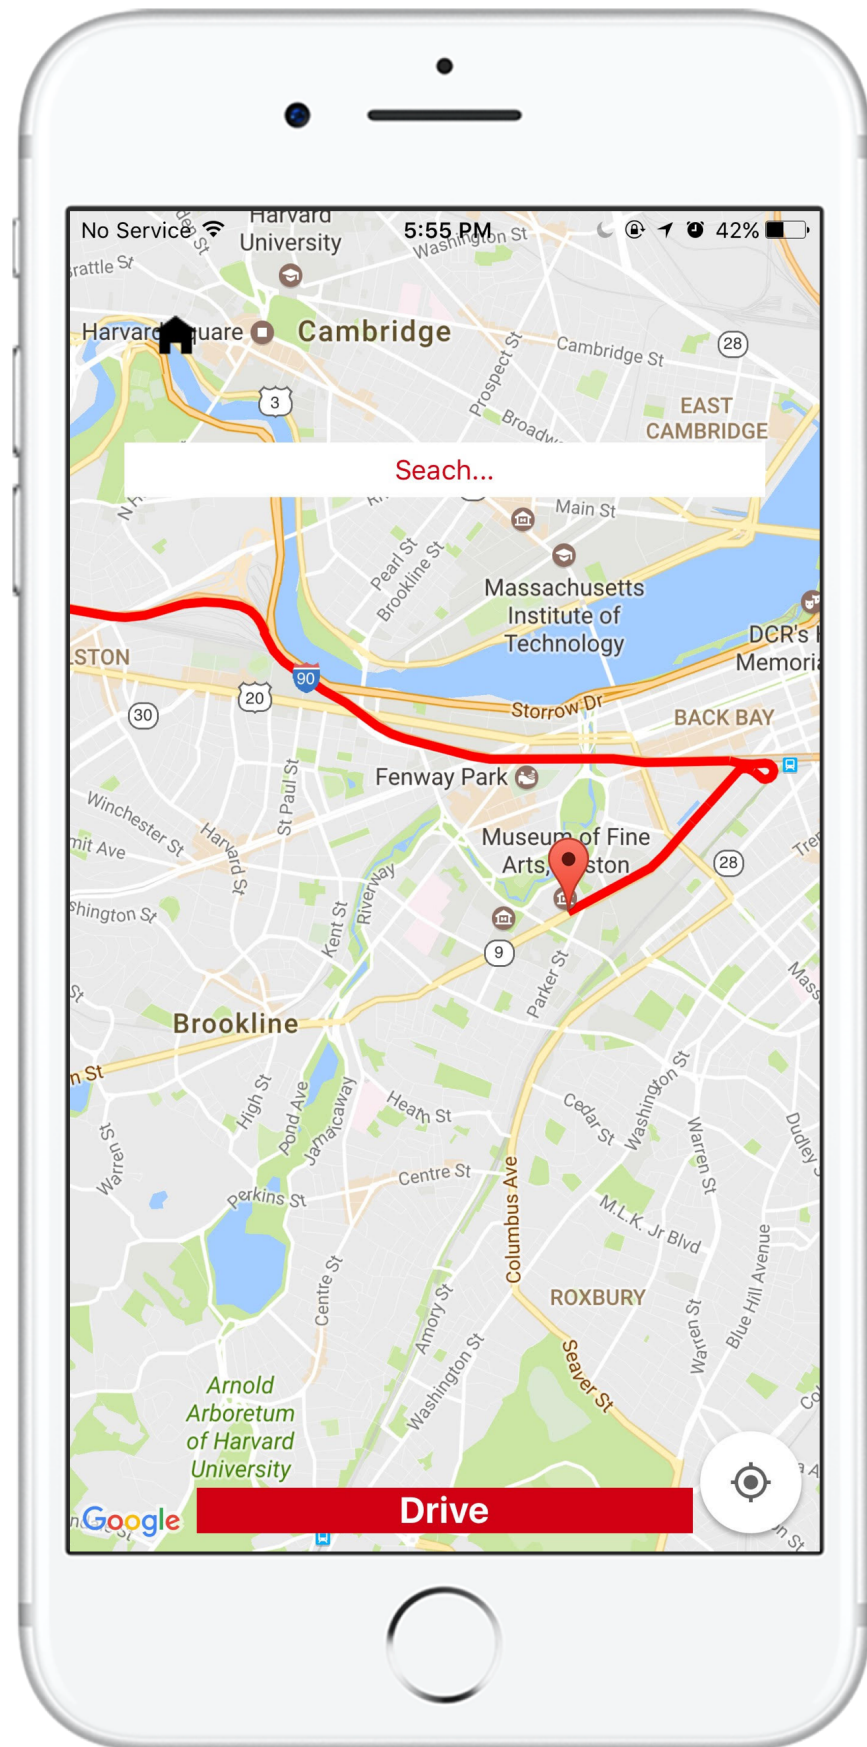 No Service
5:55 PM
42%
Harvard
University
Washington St
Harvard Square
Cambridge
Cambridge St
28
Prospect St
3
EAST
CAMBRIDGE
Seach...
Main St
Pearl St
Brookline St
Massachusetts
Institute of
Technology
DCR's
90
20
30
Storrow Dr
BACK BAY
Fenway Park
St Paul St
Winchester St
Harvard St
Museum of Fine
Arts, Boston
28
Riverway
Kent St
9
Parker St
Brookline
High St
Pond Ave
Jamaicaway
Heath St
Cedar St
Washington St
Warren St
Dudley
Warren St
Centre St
Perkins St
Columbus Ave
M.L.K. Jr Blvd
Centre St
Amory St
ROXBURY
Warren St
Blue Hill Avenue
Washington St
Seaver St
Arnold
Arboretum
of Harvard
University
Google
Drive